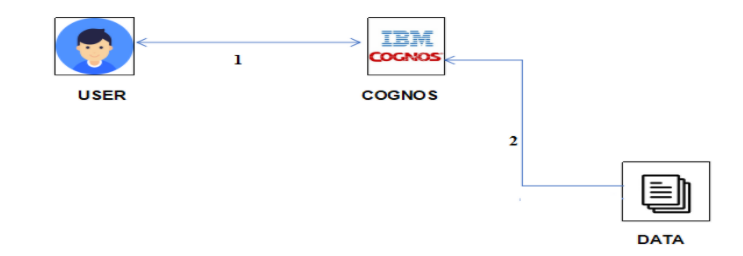 IBM
COGNOS
1
USER
COGNOS
2
DATA